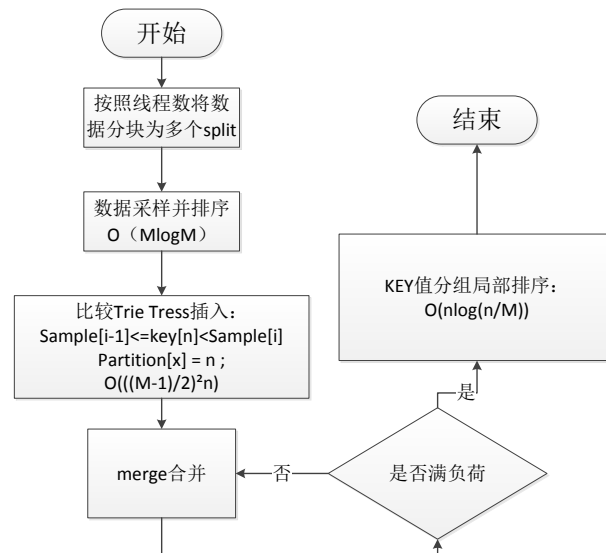 开始
按照线程数将数
据分块为多个split
数据采样并排序
O（MlogM）
比较Trie Tress插入：
Sample[i-1]<=key[n]<Sample[i]
Partition[x] = n ;
O(((M-1)/2)²n)
merge合并
否
是否满负荷
是
KEY值分组局部排序：
O(nlog(n/M))
结束